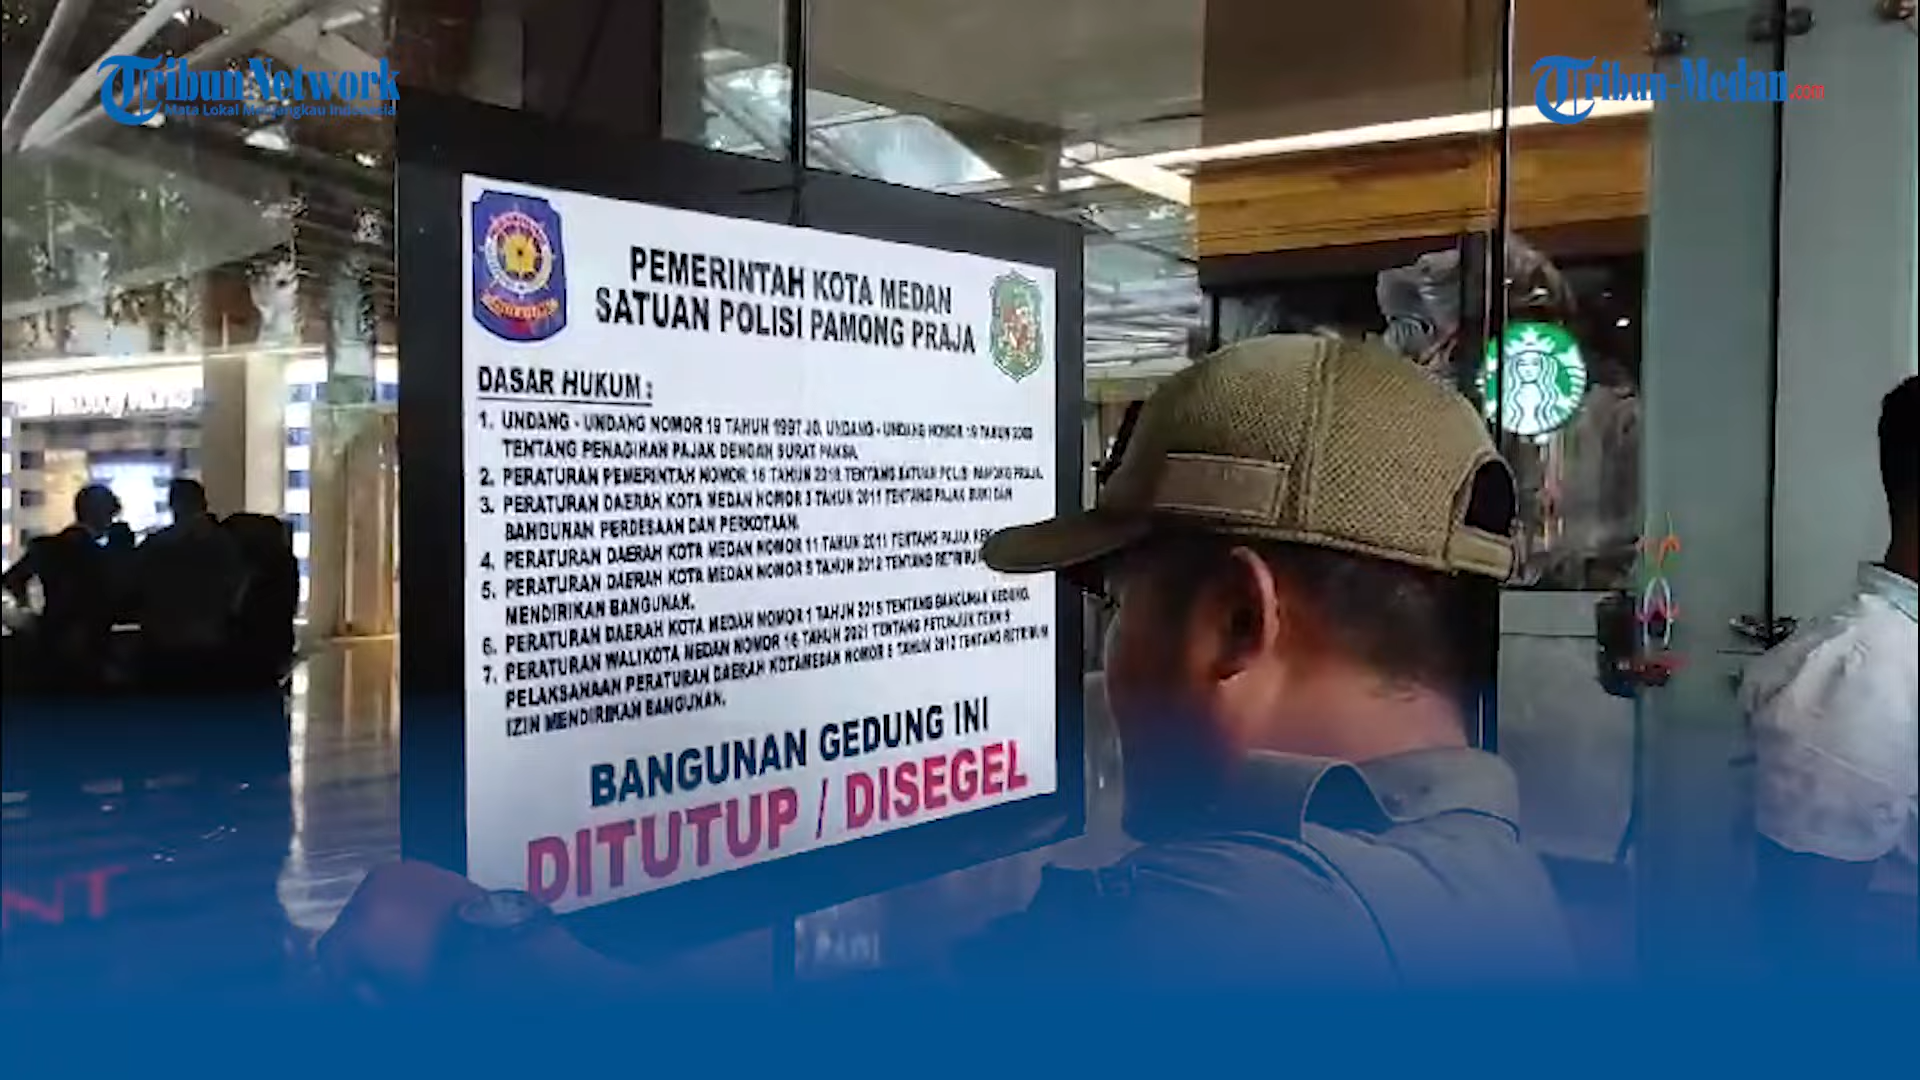 Tribun Network
Mata Lokal Menjangkau Indonesia
Tribun-Medan.com
PEMERINTAH KOTA MEDAN
SATUAN POLISI PAMONG PRAJA
DASAR HUKUM :
1. UNDANG - UNDANG NOMOR 19 TAHUN 1997 JO. UNDANG - UNDANG NOMOR 19 TAHUN
TENTANG PENAGIHAN PAJAK DENGAN SURAT PAKSA.
2. PERATURAN PEMERINTAH NOMOR 16 TAHUN 2018 TENTANG SATUAN POLISI PAMONG PRAJA.
3. PERATURAN DAERAH KOTA MEDAN NOMOR 3 TAHUN 2011 TENTANG PAJAK BUMI DAN
BANGUNAN PERDESAAN DAN PERKOTAAN.
4. PERATURAN DAERAH KOTA MEDAN NOMOR 11 TAHUN 2011 TENTANG PAJAK
5. PERATURAN DAERAH KOTA MEDAN NOMOR 5 TAHUN 2012 TENTANG
MENDIRIKAN BANGUNAN.
6. PERATURAN DAERAH KOTA MEDAN NOMOR 1 TAHUN 2015 TENTANG BANGUNAN GEDUNG.
7. PERATURAN WALIKOTA MEDAN NOMOR 16 TAHUN 2021 TENTANG PETUNJUK TEKNIS
PELAKSANAAN PERATURAN DAERAH KOTAMEDAN NOMOR 5 TAHUN 2012 TENTANG RETRIBUSI
IZIN MENDIRIKAN BANGUNAN.
BANGUNAN GEDUNG INI
DITUTUP / DISEGEL